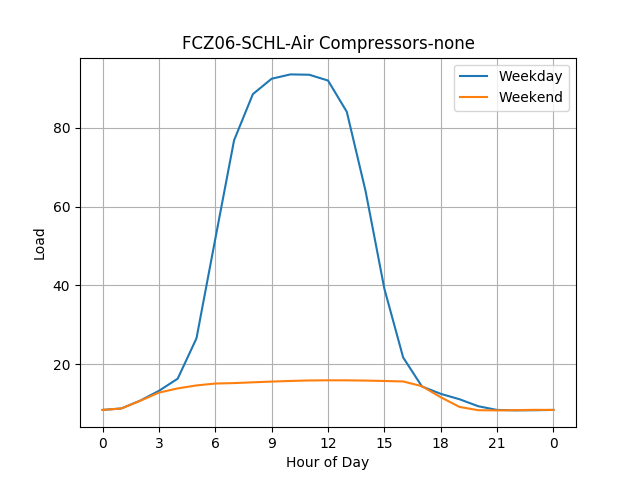 FCZ06-SCHL-Air Compressors-none
Weekday
Weekend
80
60
40
20
Load
0 3 6 9 12 15 18 21 0
Hour of Day